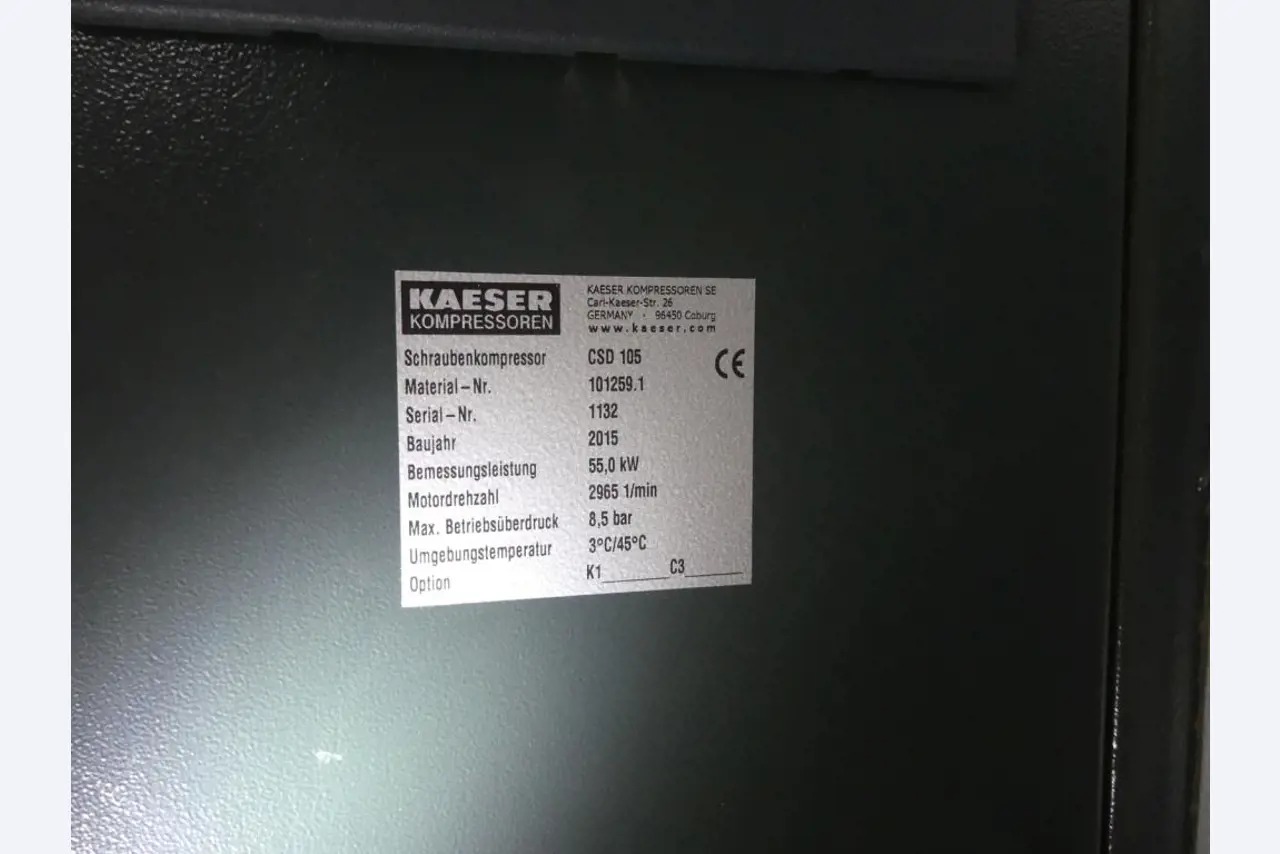 KAESER
KOMPRESSOREN
KAESER KOMPRESSOREN SE
Carl-Kaeser-Str. 26
GERMANY · 96450 Coburg
www.kaeser.com
CE
Schraubenkompressor CSD 105
Material-Nr. 101259.1
Serial-Nr. 1132
Baujahr 2015
Bemessungsleistung 55,0 kW
Motordrehzahl 2965 1/min
Max. Betriebsüberdruck 8,5 bar
Umgebungstemperatur 3°C/45°C
Option K1______ C3______